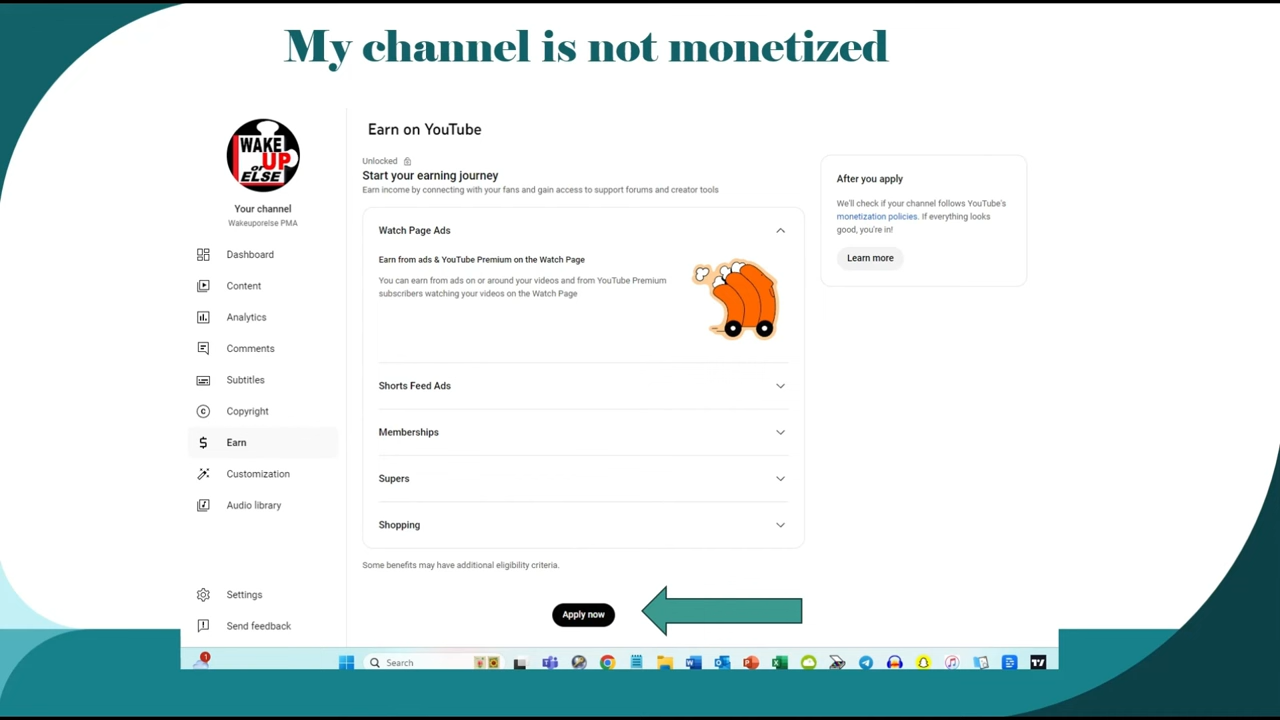 My channel is not monetized
WAKE
UP
or
ELSE
Your channel
Wakeuporelse PMA
Dashboard
Content
Analytics
Comments
Subtitles
Copyright
Earn
Customization
Audio library
Settings
Send feedback
Earn on YouTube
Unlocked
Start your earning journey
Earn income by connecting with your fans and gain access to support forums and creator tools
Watch Page Ads
Earn from ads & YouTube Premium on the Watch Page
You can earn from ads on or around your videos and from YouTube Premium
subscribers watching your videos on the Watch Page
Shorts Feed Ads
Memberships
Supers
Shopping
Some benefits may have additional eligibility criteria.
Apply now
After you apply
We'll check if your channel follows YouTube's
monetization policies. If everything looks
good, you're in!
Learn more
1
Search